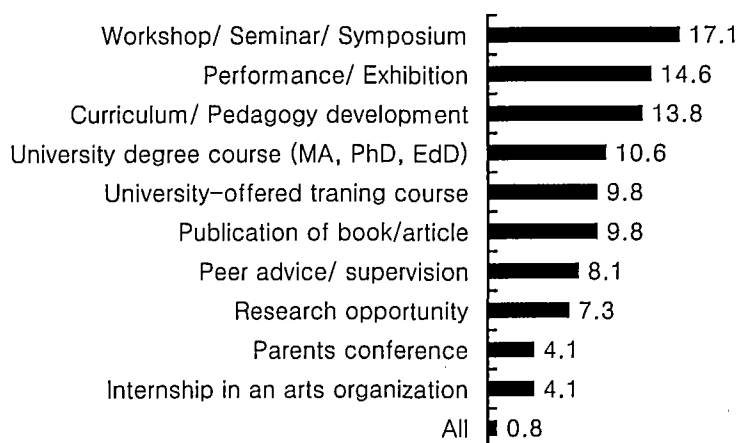 Workshop/ Seminar/ Symposium 17.1
Performance/ Exhibition 14.6
Curriculum/ Pedagogy development 13.8
University degree course (MA, PhD, EdD) 10.6
University-offered traning course 9.8
Publication of book/article 9.8
Peer advice/ supervision 8.1
Research opportunity 7.3
Parents conference 4.1
Internship in an arts organization 4.1
All 0.8